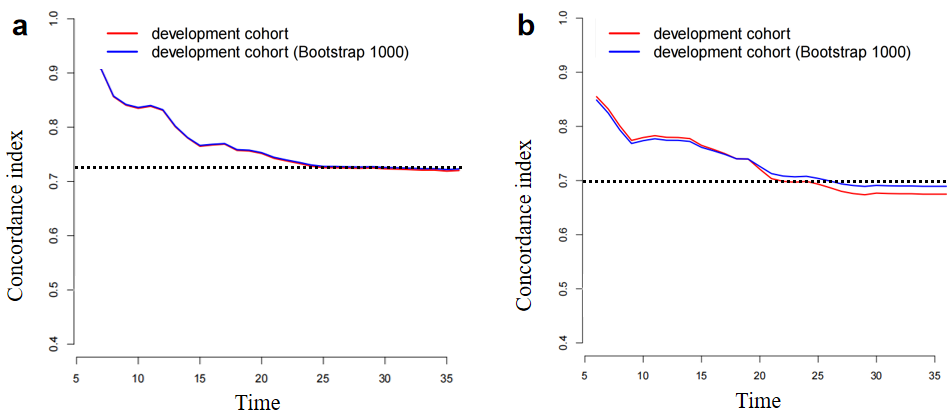 a
development cohort
development cohort (Bootstrap 1000)
Concordance index
1.0
0.9
0.8
0.7
0.6
0.5
0.4
5 10 15 20 25 30 35
Time
b
development cohort
development cohort (Bootstrap 1000)
Concordance index
1.0
0.9
0.8
0.7
0.6
0.5
0.4
5 10 15 20 25 30 35
Time